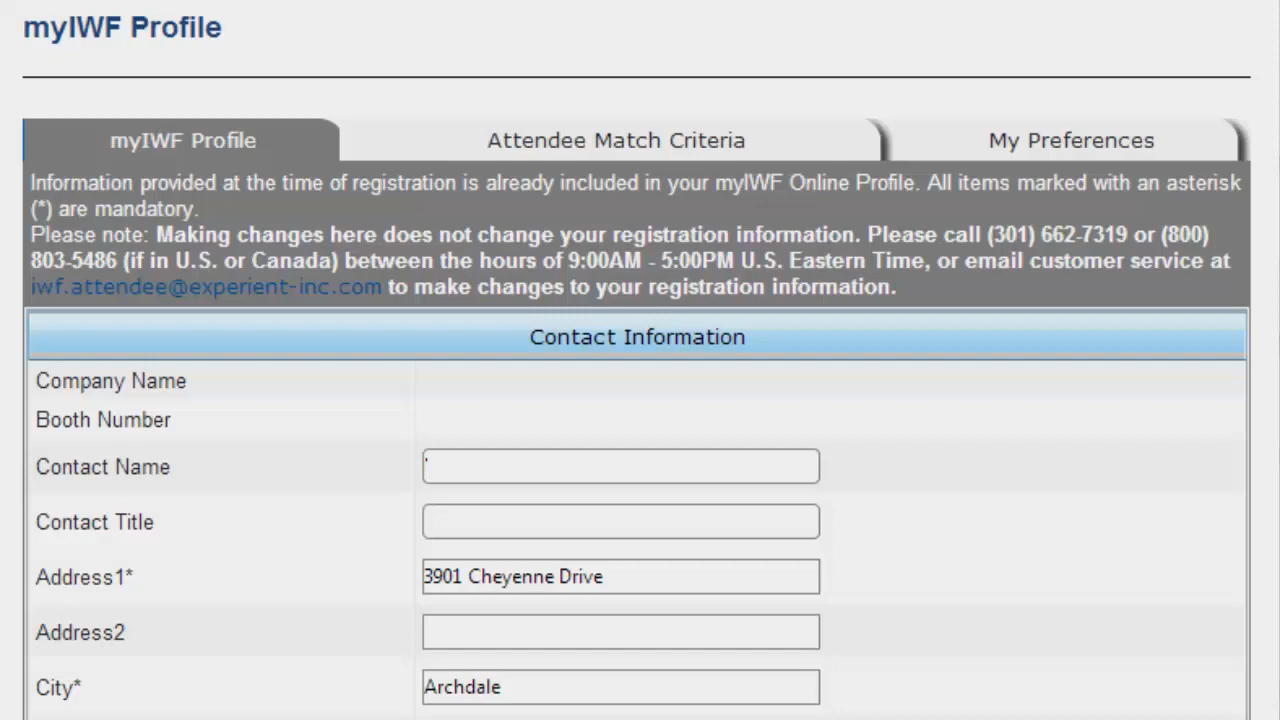 myIWF Profile
myIWF Profile
Attendee Match Criteria
My Preferences
Information provided at the time of registration is already included in your myIWF Online Profile. All items marked with an asterisk
(*) are mandatory.
Please note: Making changes here does not change your registration information. Please call (301) 662-7319 or (800)
803-5486 (if in U.S. or Canada) between the hours of 9:00AM - 5:00PM U.S. Eastern Time, or email customer service at
iwf.attendee@experient-inc.com to make changes to your registration information.
Contact Information
Company Name
Booth Number
Contact Name
Contact Title
Address1* 3901 Cheyenne Drive
Address2
City* Archdale